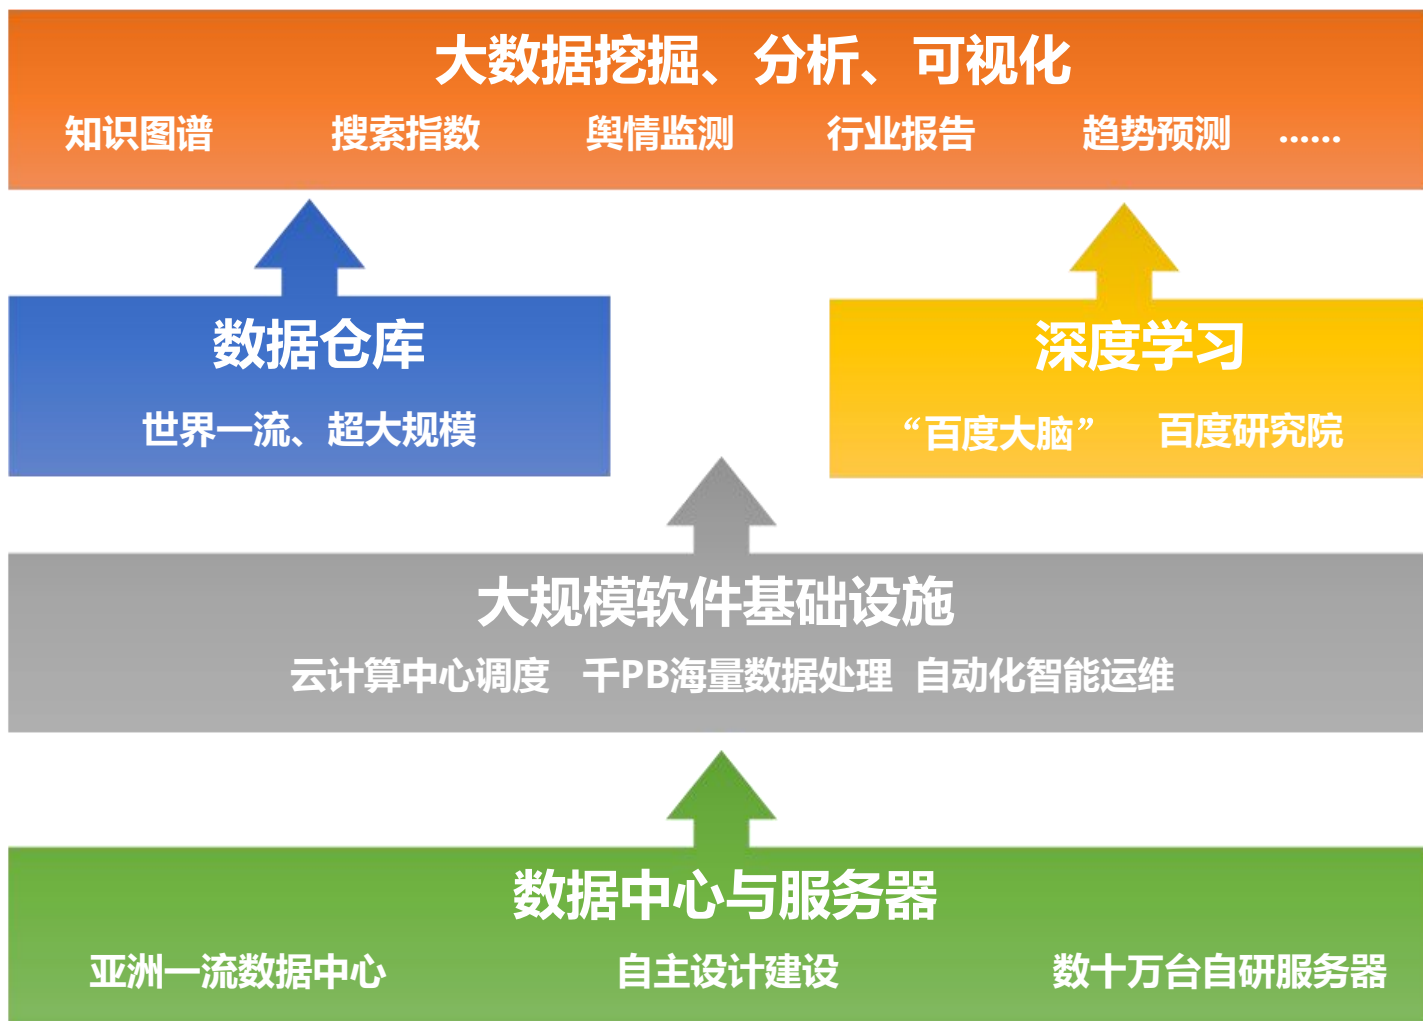 大数据挖掘、分析、可视化
知识图谱 搜索指数 舆情监测 行业报告 趋势预测 ......
数据仓库
世界一流、超大规模
深度学习
“百度大脑” 百度研究院
大规模软件基础设施
云计算中心调度 千PB海量数据处理 自动化智能运维
数据中心与服务器
亚洲一流数据中心 自主设计建设 数十万台自研服务器